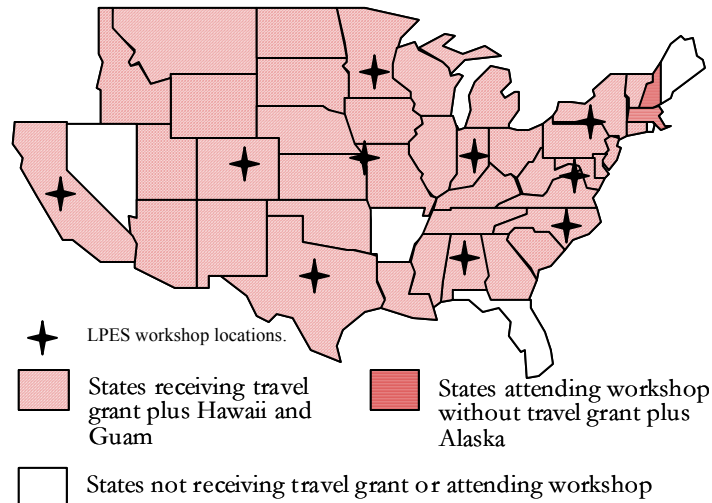 LPES workshop locations.
States receiving travel
grant plus Hawaii and
Guam
States attending workshop
without travel grant plus
Alaska
States not receiving travel grant or attending workshop